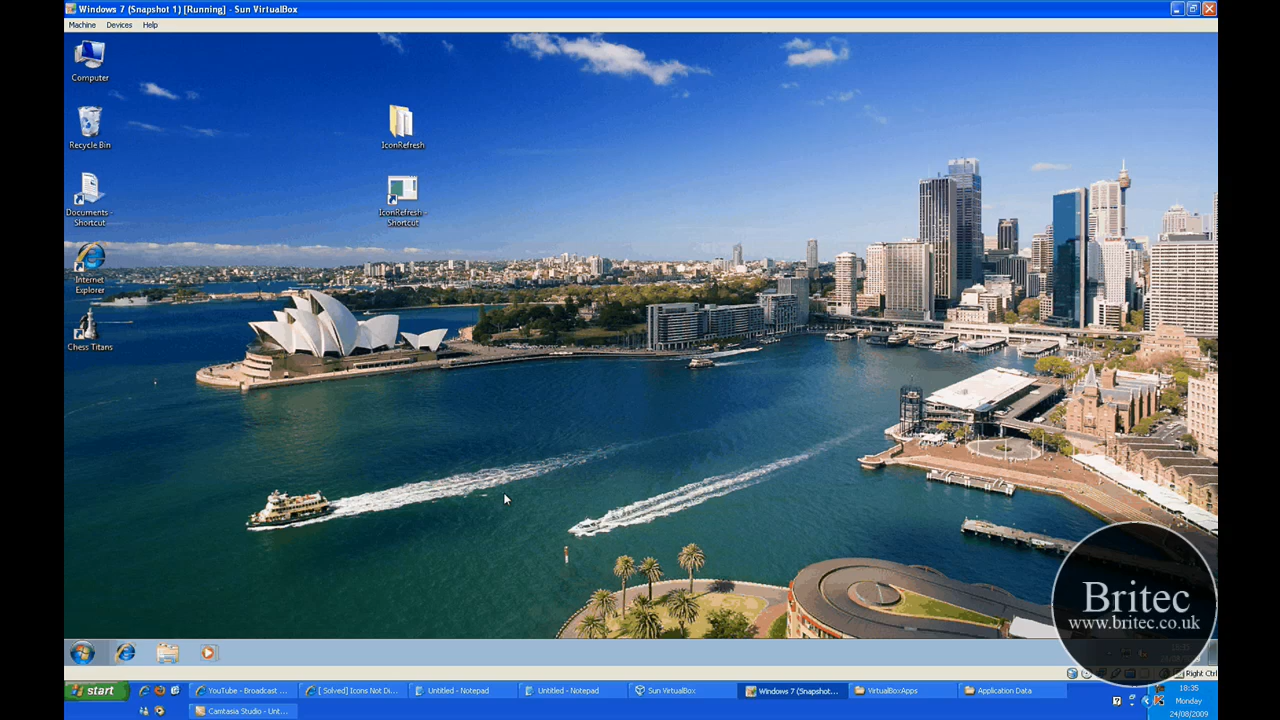 Windows 7 (Snapshot 1) [Running] - Sun VirtualBox
Machine Devices Help
Computer
Recycle Bin
Documents -
Shortcut
Internet
Explorer
Chess Titans
IconRefresh
IconRefresh -
Shortcut
Britec
www.britec.co.uk
Right Ctrl
start
YouTube - Broadcast ...
[ Solved] Icons Not Di...
Untitled - Notepad
Untitled - Notepad
Sun VirtualBox
Windows 7 (Snapshot...
VirtualBoxApps
Application Data
Camtasia Studio - Unt...
18:35
Monday
24/08/2009